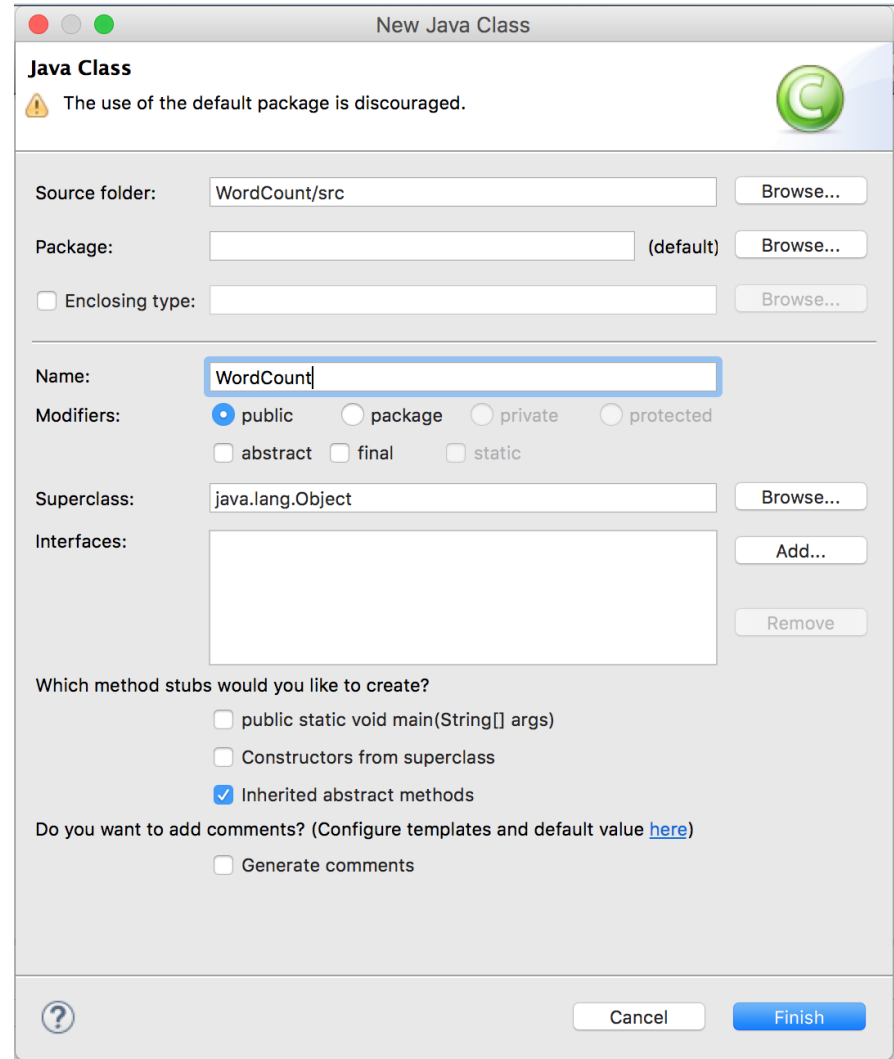 New Java Class
Java Class
The use of the default package is discouraged.
C
Source folder: WordCount/src Browse...
Package: (default) Browse...
Enclosing type: Browse...
Name: WordCount
Modifiers: public package private protected
abstract final static
Superclass: java.lang.Object Browse...
Interfaces: Add...
Remove
Which method stubs would you like to create?
public static void main(String[] args)
Constructors from superclass
Inherited abstract methods
Do you want to add comments? (Configure templates and default value here)
Generate comments
? Cancel Finish